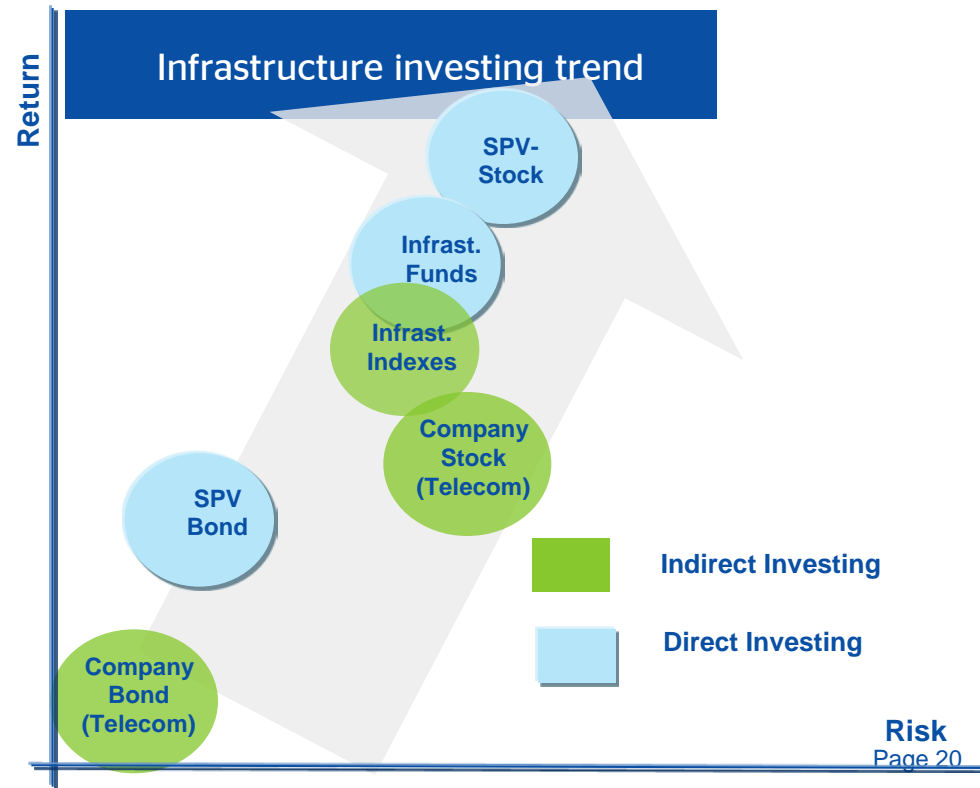 Infrastructure investing trend
Return
SPV-
Stock
Infrast.
Funds
Infrast.
Indexes
Company
Stock
(Telecom)
SPV
Bond
Indirect Investing
Direct Investing
Company
Bond
(Telecom)
Risk
Page 20